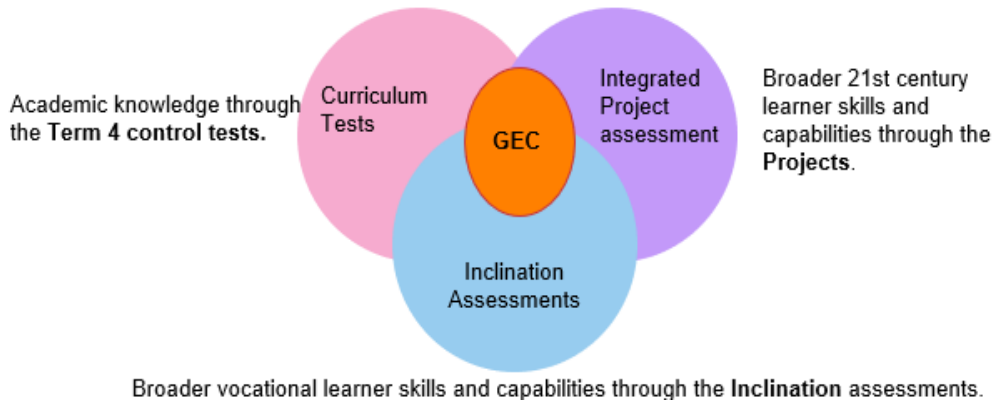 Academic knowledge through
the Term 4 control tests.
Curriculum
Tests
GEC
Integrated
Project
assessment
Broader 21st century
learner skills and
capabilities through the
Projects.
Inclination
Assessments
Broader vocational learner skills and capabilities through the Inclination assessments.